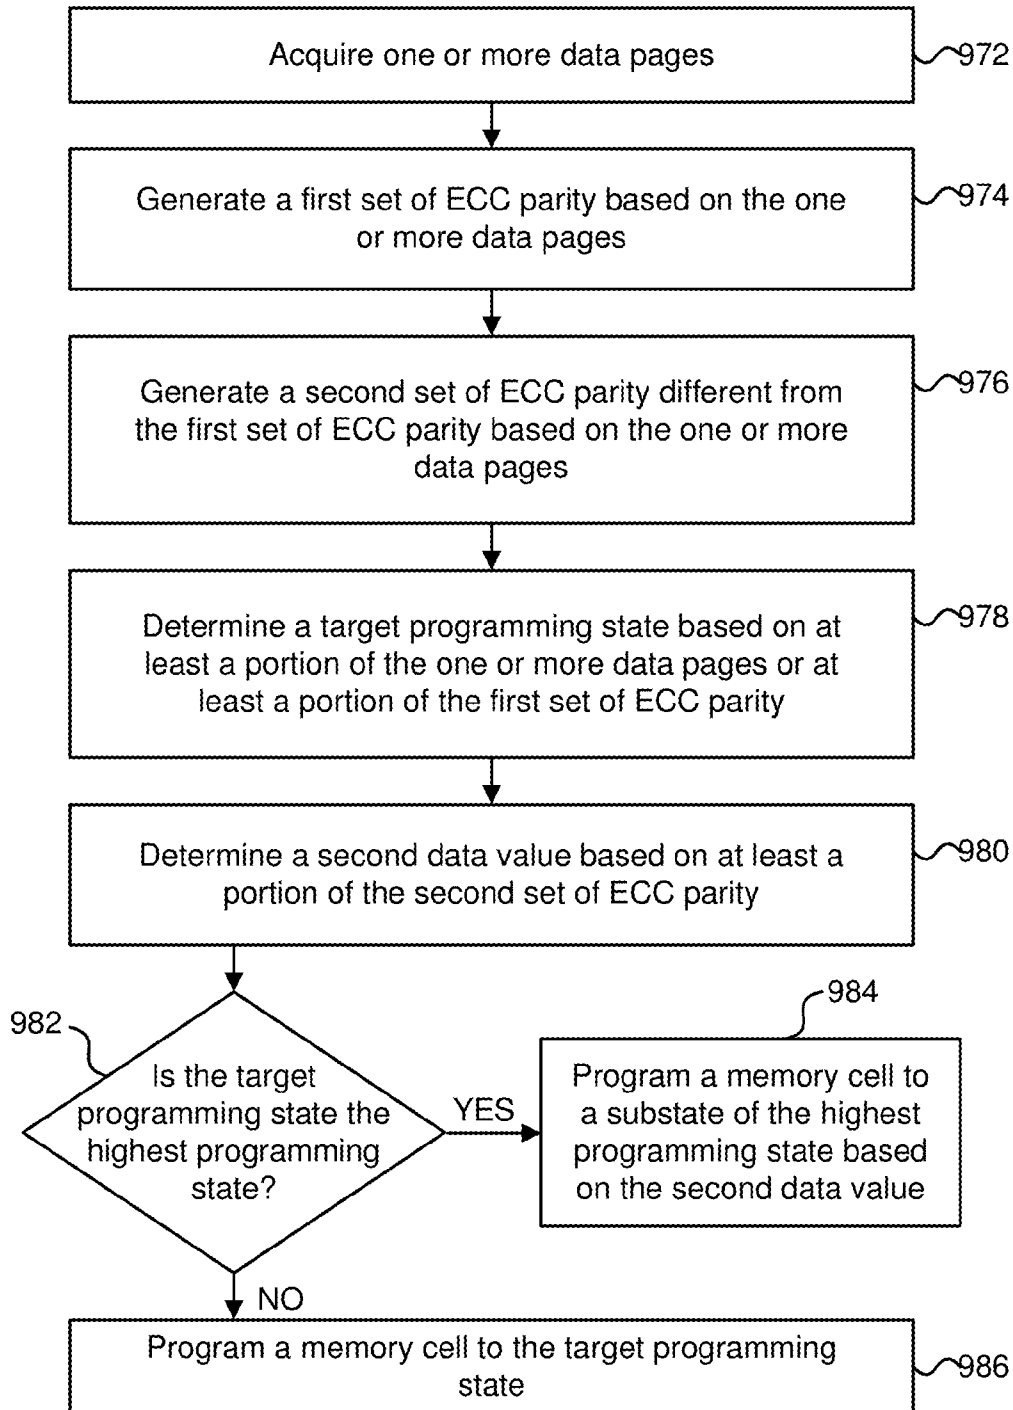 Acquire one or more data pages
972
Generate a first set of ECC parity based on the one
or more data pages
974
Generate a second set of ECC parity different from
the first set of ECC parity based on the one or more
data pages
976
Determine a target programming state based on at
least a portion of the one or more data pages or at
least a portion of the first set of ECC parity
978
Determine a second data value based on at least a
portion of the second set of ECC parity
980
982
Is the target
programming state the
highest programming
state?
YES
984
Program a memory cell to
a substate of the highest
programming state based
on the second data value
NO
Program a memory cell to the target programming
state
986